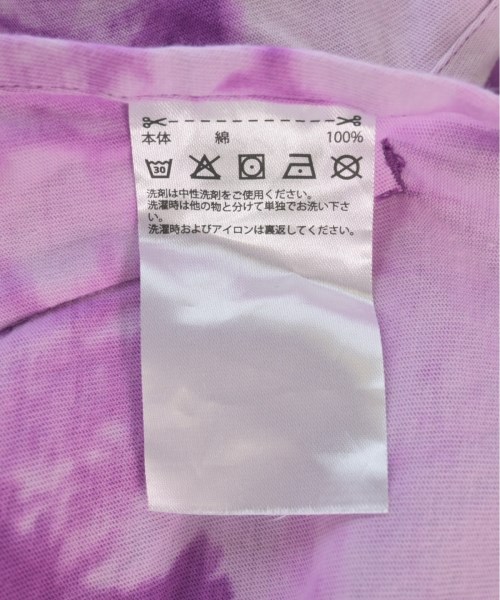 本体 綿 100%
30
洗剤は中性洗剤をご使用ください。
洗濯時は他の物と分けて単独でお洗い下さ
い。
洗濯時およびアイロンは裏返してください。